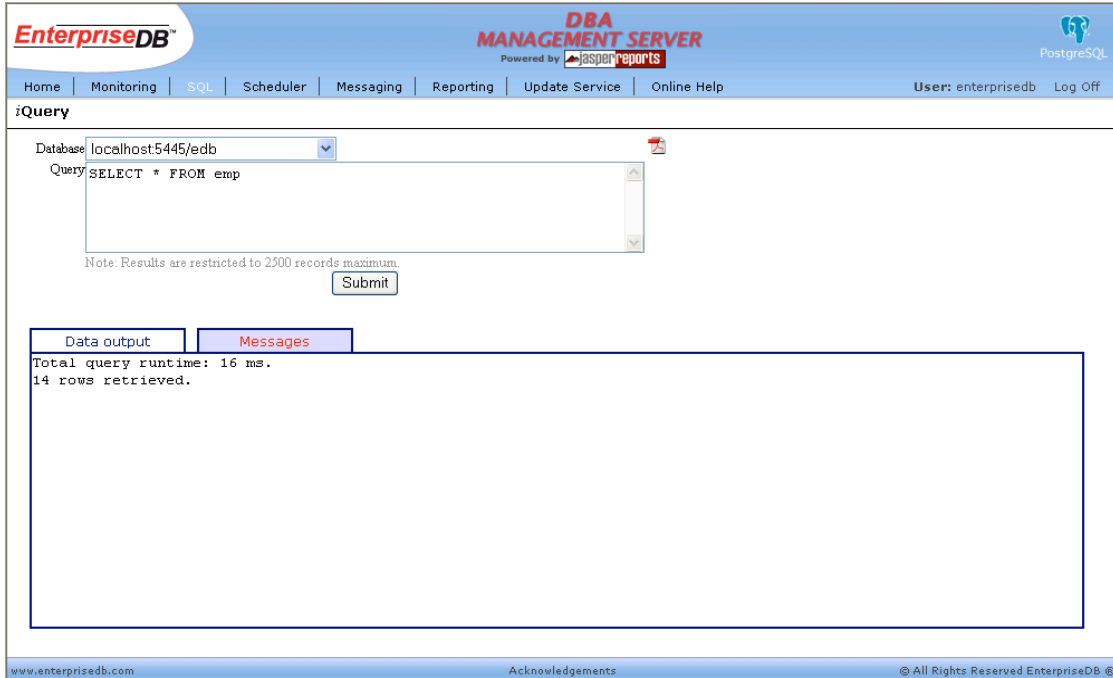 EnterpriseDB™
DBA
MANAGEMENT SERVER
Powered by jasperreports
PostgreSQL
Home Monitoring SQL Scheduler Messaging Reporting Update Service Online Help User: enterprisedb Log Off
iQuery
Database localhost:5445/edb
Query SELECT * FROM emp
Note: Results are restricted to 2500 records maximum.
Submit
Data output Messages
Total query runtime: 16 ms.
14 rows retrieved.
www.enterprisedb.com Acknowledgements © All Rights Reserved EnterpriseDB ®